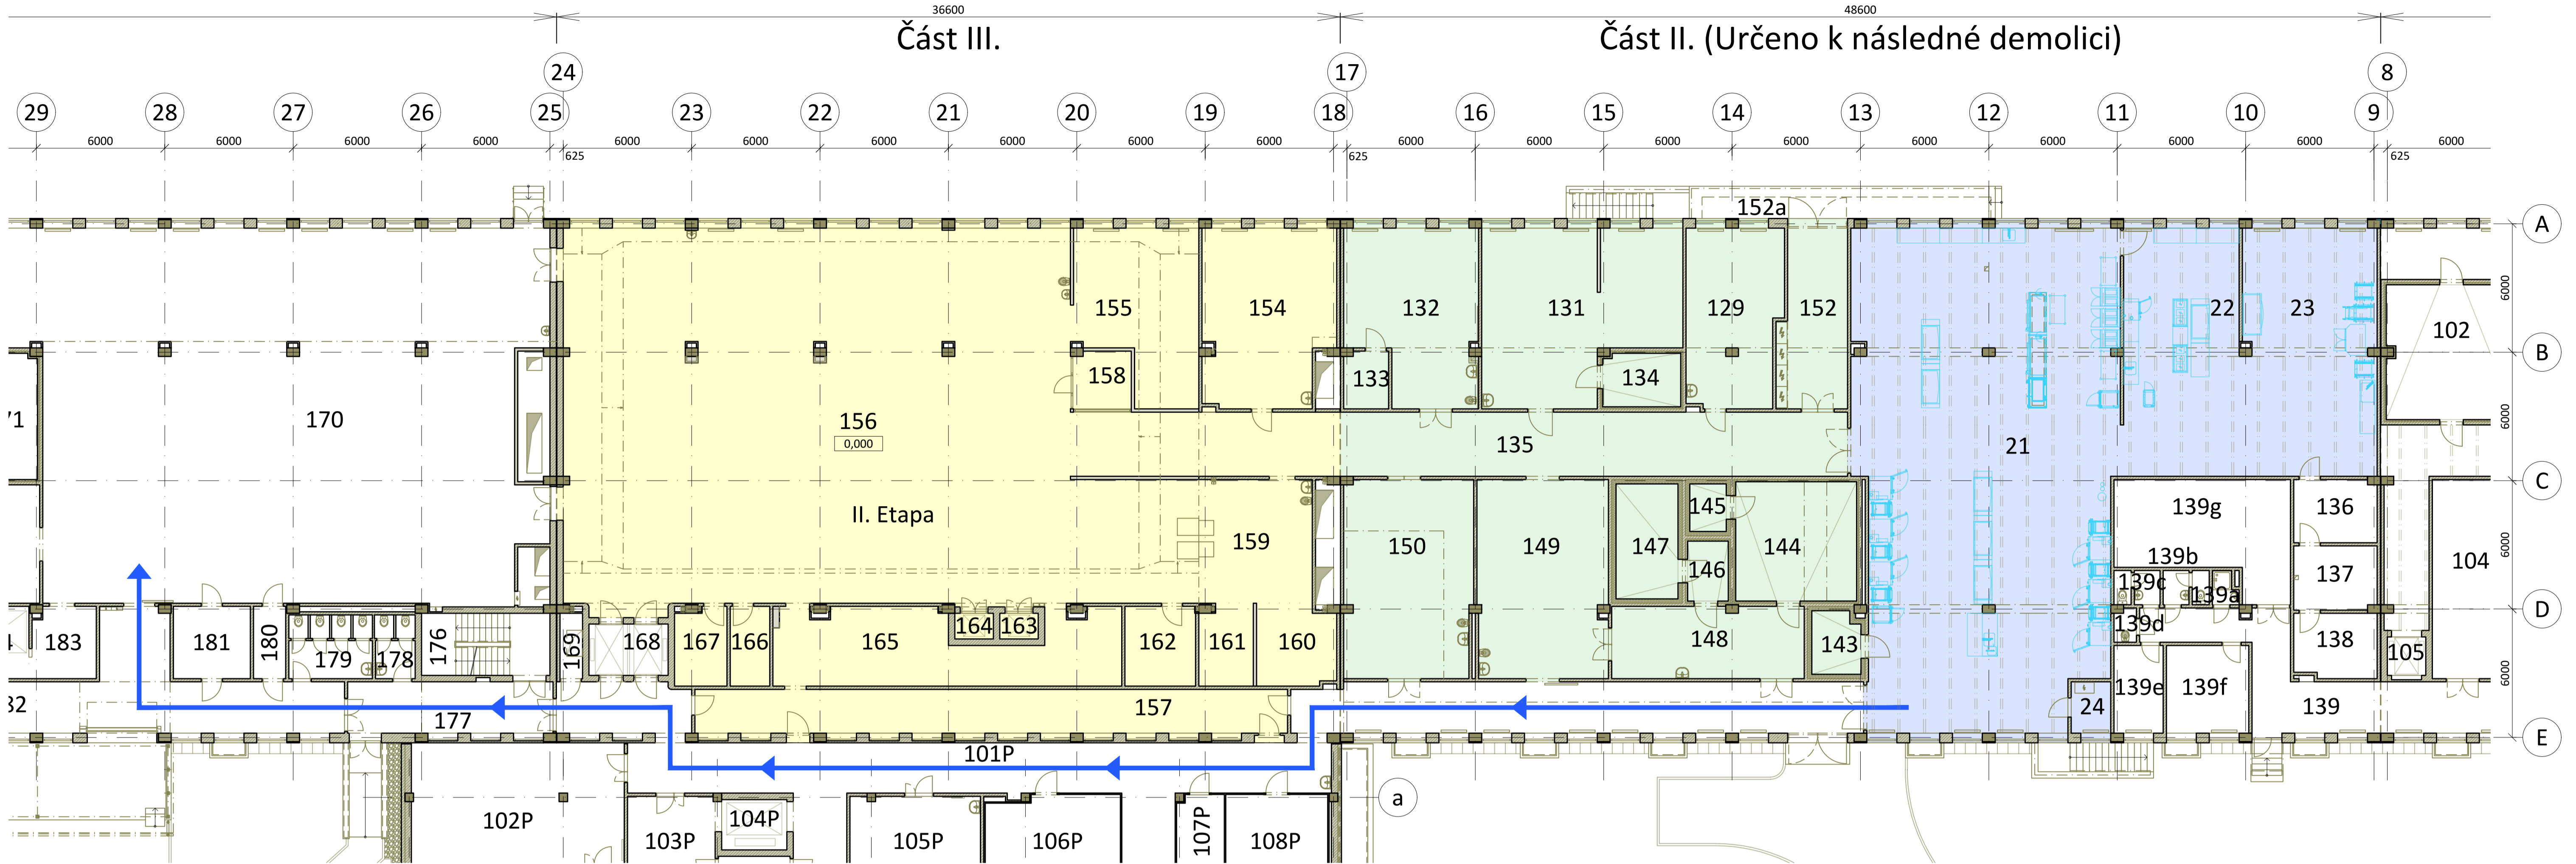 36600 48600
Část III. Část II. (Určeno k následné demolici)
24 17 8
29 28 27 26 25 23 22 21 20 19 18 16 15 14 13 12 11 10 9
6000 6000 6000 6000 625 6000 6000 6000 6000 6000 6000 625 6000 6000 6000 6000 6000 6000 6000 6000 625 6000
152a
A
6000
155 154 132 131 129 152 22 23 102
B
158 133 134
71 170 156 6000
0,000
135 21
C
139g 136
145
II. Etapa 159 150 149 147 144 6000
139b 104
146 137
139c 139a
D
164 163 139d
183 181 180 179 178 176 169 168 167 166 165 162 161 160 148 143 138 105
6000
139e 139f
32 177 157 24 139
E
101P
a
102P 103P 104P 105P 106P 107P 108P